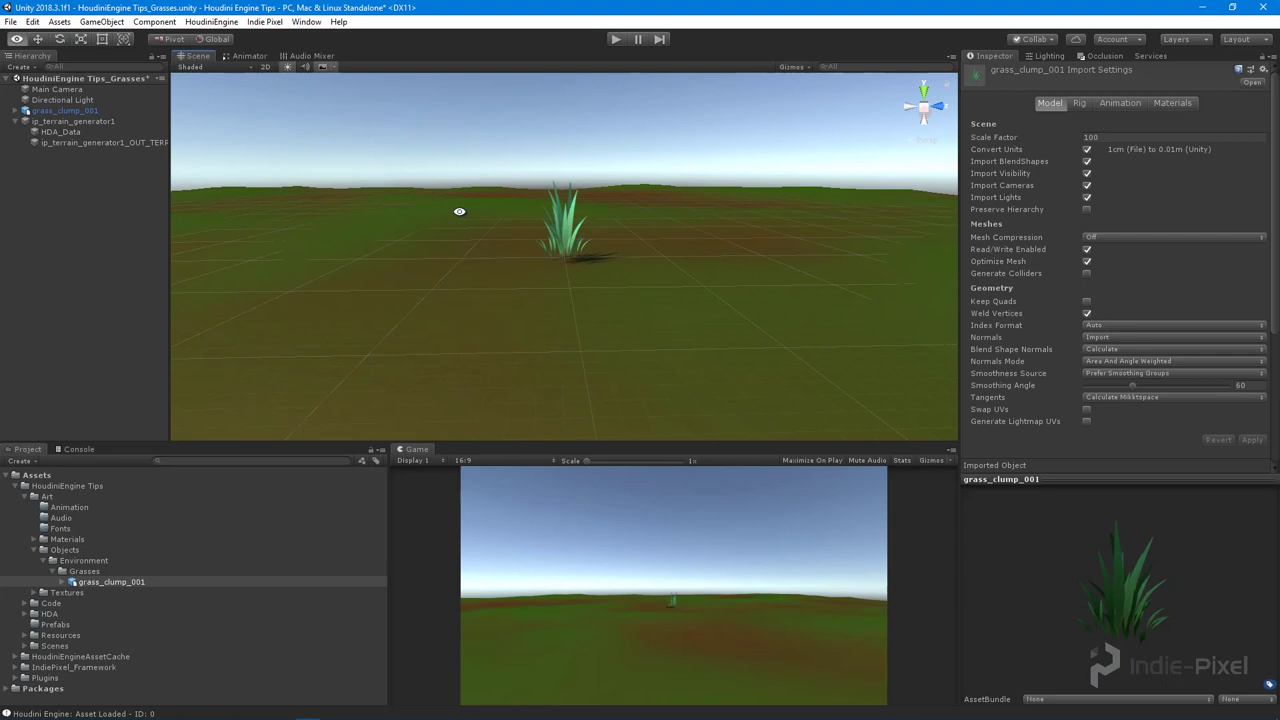 Unity 2018.3.1f1 - HoudiniEngine Tips_Grasses.unity - Houdini Engine Tips - PC, Mac & Linux Standalone* <DX11>
File Edit Assets GameObject Component HoudiniEngine Indie Pixel Window Help
Pivot Global Collab Account Layers Layout
Hierarchy
Create All
HoudiniEngine Tips_Grasses*
Main Camera
Directional Light
grass_clump_001
ip_terrain_generator1
HDA_Data
ip_terrain_generator1_OUT_TERR
Scene Animator Audio Mixer
Shaded 2D Gizmos All
y
z
Persp
Inspector Lighting Occlusion Services
grass_clump_001 Import Settings
Open
Model Rig Animation Materials
Scene
Scale Factor 100
Convert Units 1cm (File) to 0.01m (Unity)
Import BlendShapes
Import Visibility
Import Cameras
Import Lights
Preserve Hierarchy
Meshes
Mesh Compression Off
Read/Write Enabled
Optimize Mesh
Generate Colliders
Geometry
Keep Quads
Weld Vertices
Index Format Auto
Normals Import
Blend Shape Normals Calculate
Normals Mode Area And Angle Weighted
Smoothness Source Prefer Smoothing Groups
Smoothing Angle 60
Tangents Calculate Mikktspace
Swap UVs
Generate Lightmap UVs
Revert Apply
Imported Object
grass_clump_001
Indie-Pixel
AssetBundle None None
Project Console
Create
Assets
HoudiniEngine Tips
Art
Animation
Audio
Fonts
Materials
Objects
Environment
Grasses
grass_clump_001
Textures
Code
HDA
Prefabs
Resources
Scenes
HoudiniEngineAssetCache
IndiePixel_Framework
Plugins
Packages
Game
Display 1 16:9 Scale 1x Maximize On Play Mute Audio Stats Gizmos
Houdini Engine: Asset Loaded - ID: 0